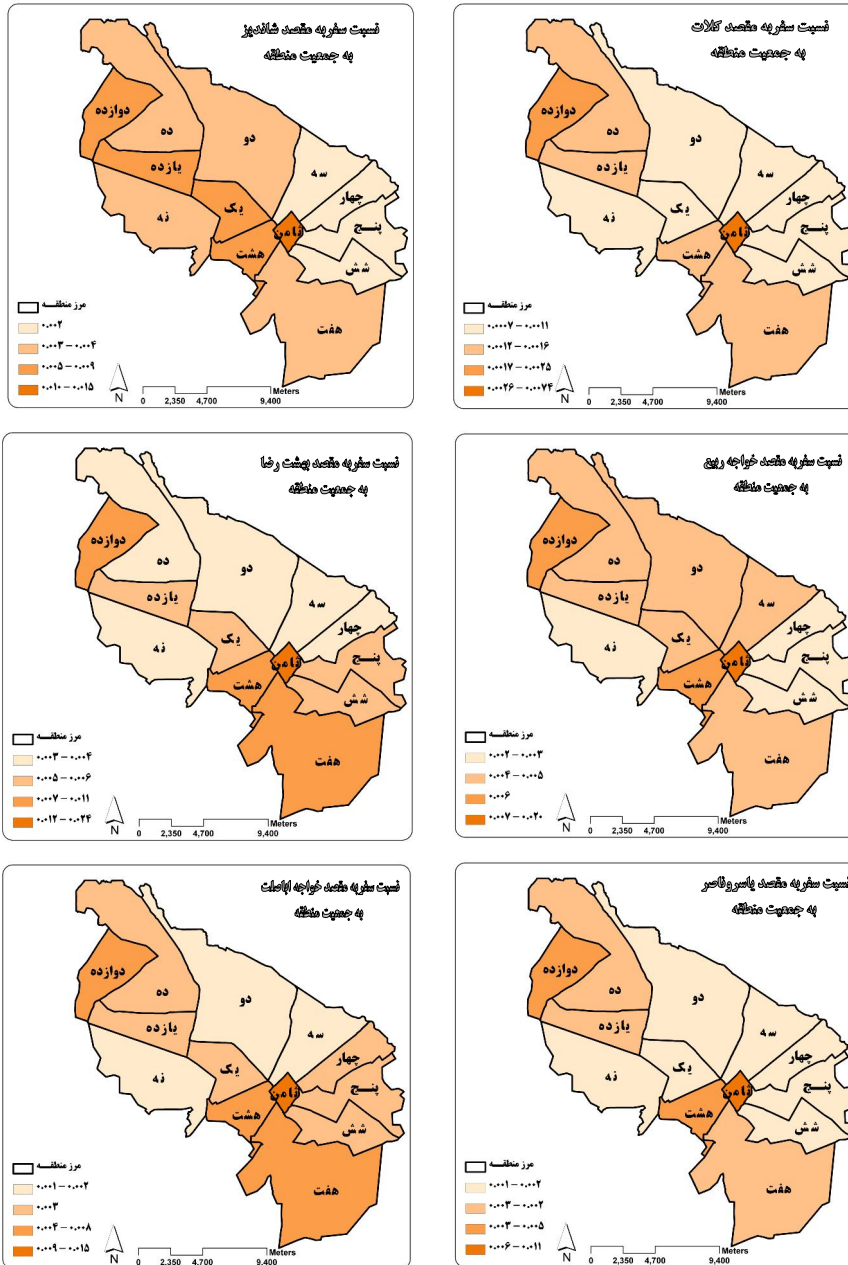 نسبت سفر به مقصد شاندیز
به جمعیت منطقه
دوازده
ده
دو
یازده
سه
چهار
نه
یک
پنج
ثامن
هشت
شش
هفت
مرز منطقه
۰.۰۰۲
۰.۰۰۳ – ۰.۰۰۴
۰.۰۰۵ – ۰.۰۰۹
۰.۰۱۰ – ۰.۰۱۵
N
Meters
0 2,350 4,700 9,400
نسبت سفر به مقصد کلات
به جمعیت منطقه
دوازده
ده
دو
یازده
سه
چهار
نه
یک
پنج
ثامن
هشت
شش
هفت
مرز منطقه
۰.۰۰۰۷ – ۰.۰۰۱۱
۰.۰۰۱۲ – ۰.۰۰۱۶
۰.۰۰۱۷ – ۰.۰۰۲۵
۰.۰۰۲۶ – ۰.۰۰۷۴
N
Meters
0 2,350 4,700 9,400
نسبت سفر به مقصد بهشت رضا
به جمعیت منطقه
دوازده
ده
دو
یازده
سه
چهار
نه
یک
پنج
ثامن
هشت
شش
هفت
مرز منطقه
۰.۰۰۳ – ۰.۰۰۴
۰.۰۰۵ – ۰.۰۰۶
۰.۰۰۷ – ۰.۰۱۱
۰.۰۱۲ – ۰.۰۲۴
N
Meters
0 2,350 4,700 9,400
نسبت سفر به مقصد خواجه ربیع
به جمعیت منطقه
دوازده
ده
دو
یازده
سه
چهار
نه
یک
پنج
ثامن
هشت
شش
هفت
مرز منطقه
۰.۰۰۲ – ۰.۰۰۳
۰.۰۰۴ – ۰.۰۰۵
۰.۰۰۶
۰.۰۰۷ – ۰.۰۲۰
N
Meters
0 2,350 4,700 9,400
نسبت سفر به مقصد خواجه اباصلت
به جمعیت منطقه
دوازده
ده
دو
یازده
سه
چهار
نه
یک
پنج
ثامن
هشت
شش
هفت
مرز منطقه
۰.۰۰۱ – ۰.۰۰۲
۰.۰۰۳
۰.۰۰۴ – ۰.۰۰۸
۰.۰۰۹ – ۰.۰۱۵
N
Meters
0 2,350 4,700 9,400
نسبت سفر به مقصد یاسر و ناصر
به جمعیت منطقه
دوازده
ده
دو
یازده
سه
چهار
نه
یک
پنج
ثامن
هشت
شش
هفت
مرز منطقه
۰.۰۰۱ – ۰.۰۰۲
۰.۰۰۳ – ۰.۰۰۲
۰.۰۰۳ – ۰.۰۰۵
۰.۰۰۶ – ۰.۰۱۱
N
Meters
0 2,350 4,700 9,400